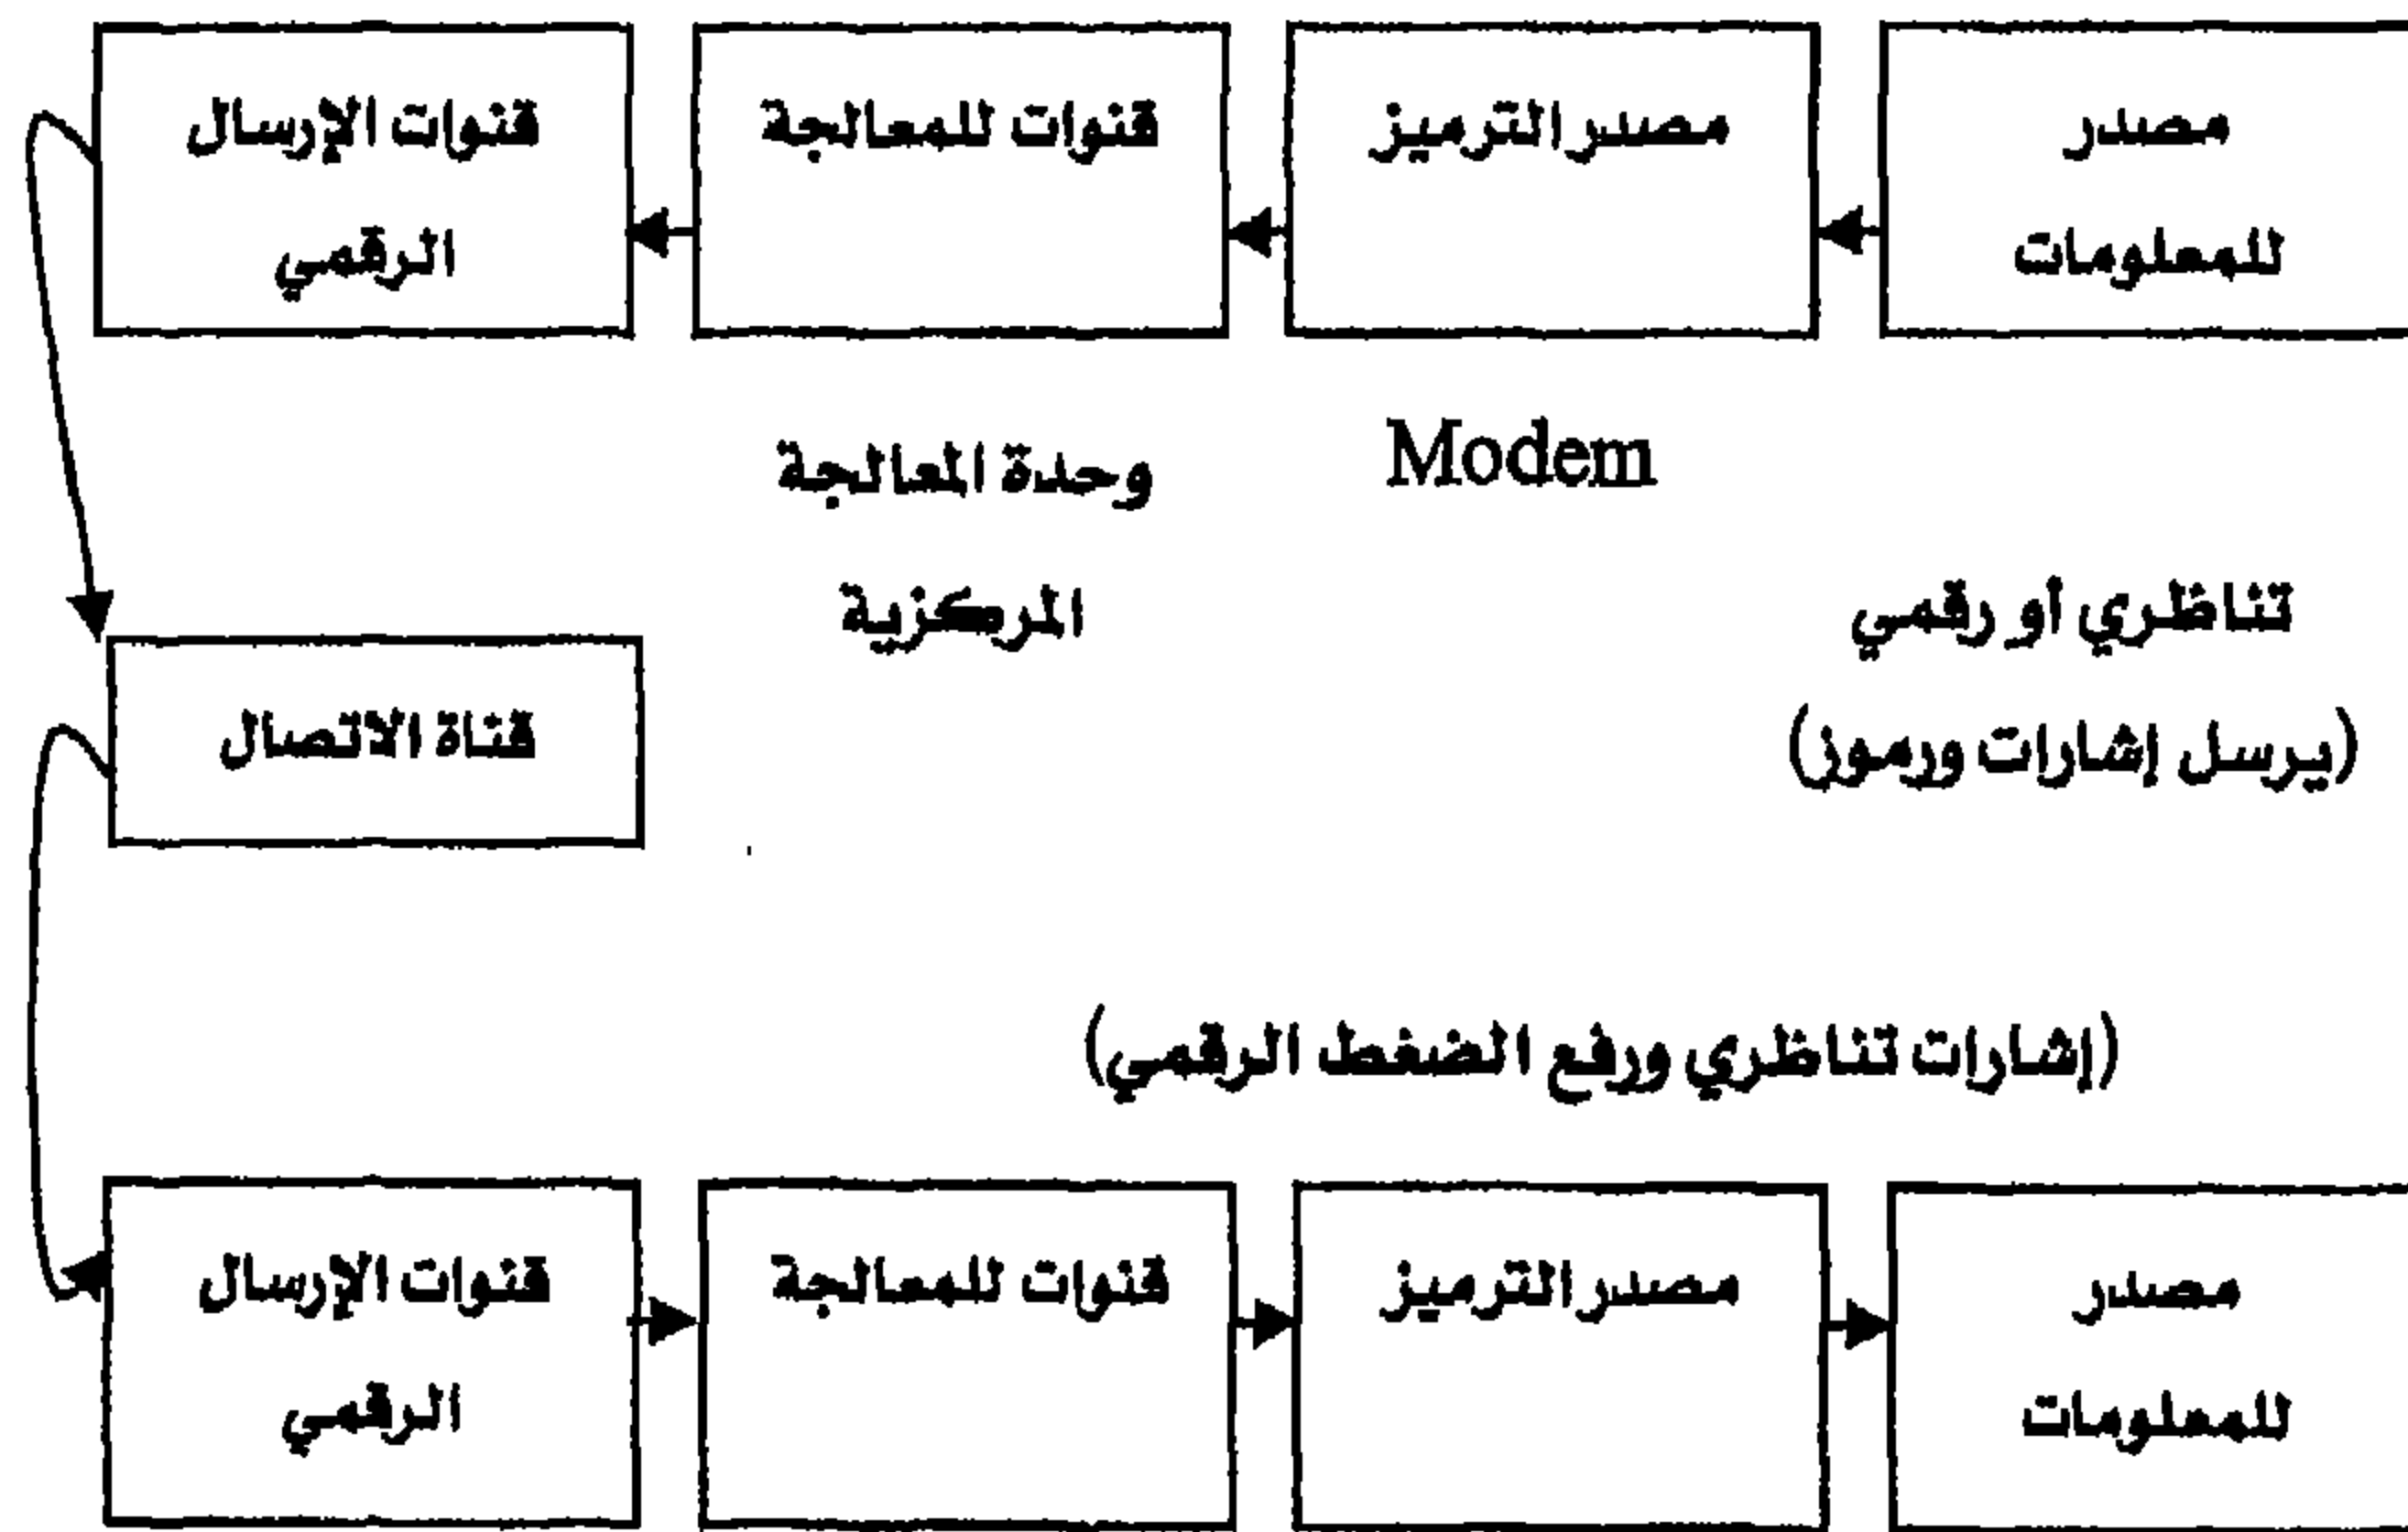 مصدر
للمعلومات
مصدر الترميز
قنوات للمعالجة
قنوات الإرسال
الرقمي
Modem
وحدة المعالجة
المركزية
تناظري أو رقمي
(يرسل إشارات ورموز)
قناة الاتصال
(إشارات تناظري ورفع الضغط الرقمي)
قنوات الإرسال
الرقمي
قنوات للمعالجة
مصدر الترميز
مصدر
للمعلومات